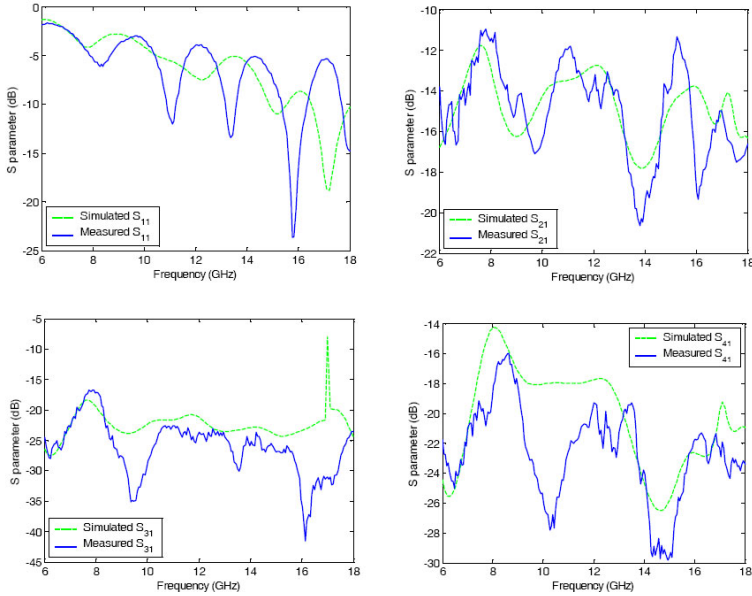 0
-5
-10
-15
-20
-25
S parameter (dB)
Simulated S11
Measured S11
6 8 10 12 14 16 18
Frequency (GHz)
-10
-12
-14
-16
-18
-20
-22
S parameter (dB)
Simulated S21
Measured S21
6 8 10 12 14 16 18
Frequency (GHz)
-5
-10
-15
-20
-25
-30
-35
-40
-45
S parameter (dB)
Simulated S31
Measured S31
6 8 10 12 14 16 18
Frequency (GHz)
-14
-16
-18
-20
-22
-24
-26
-28
-30
S parameter (dB)
Simulated S41
Measured S41
6 8 10 12 14 16 18
Frequency (GHz)